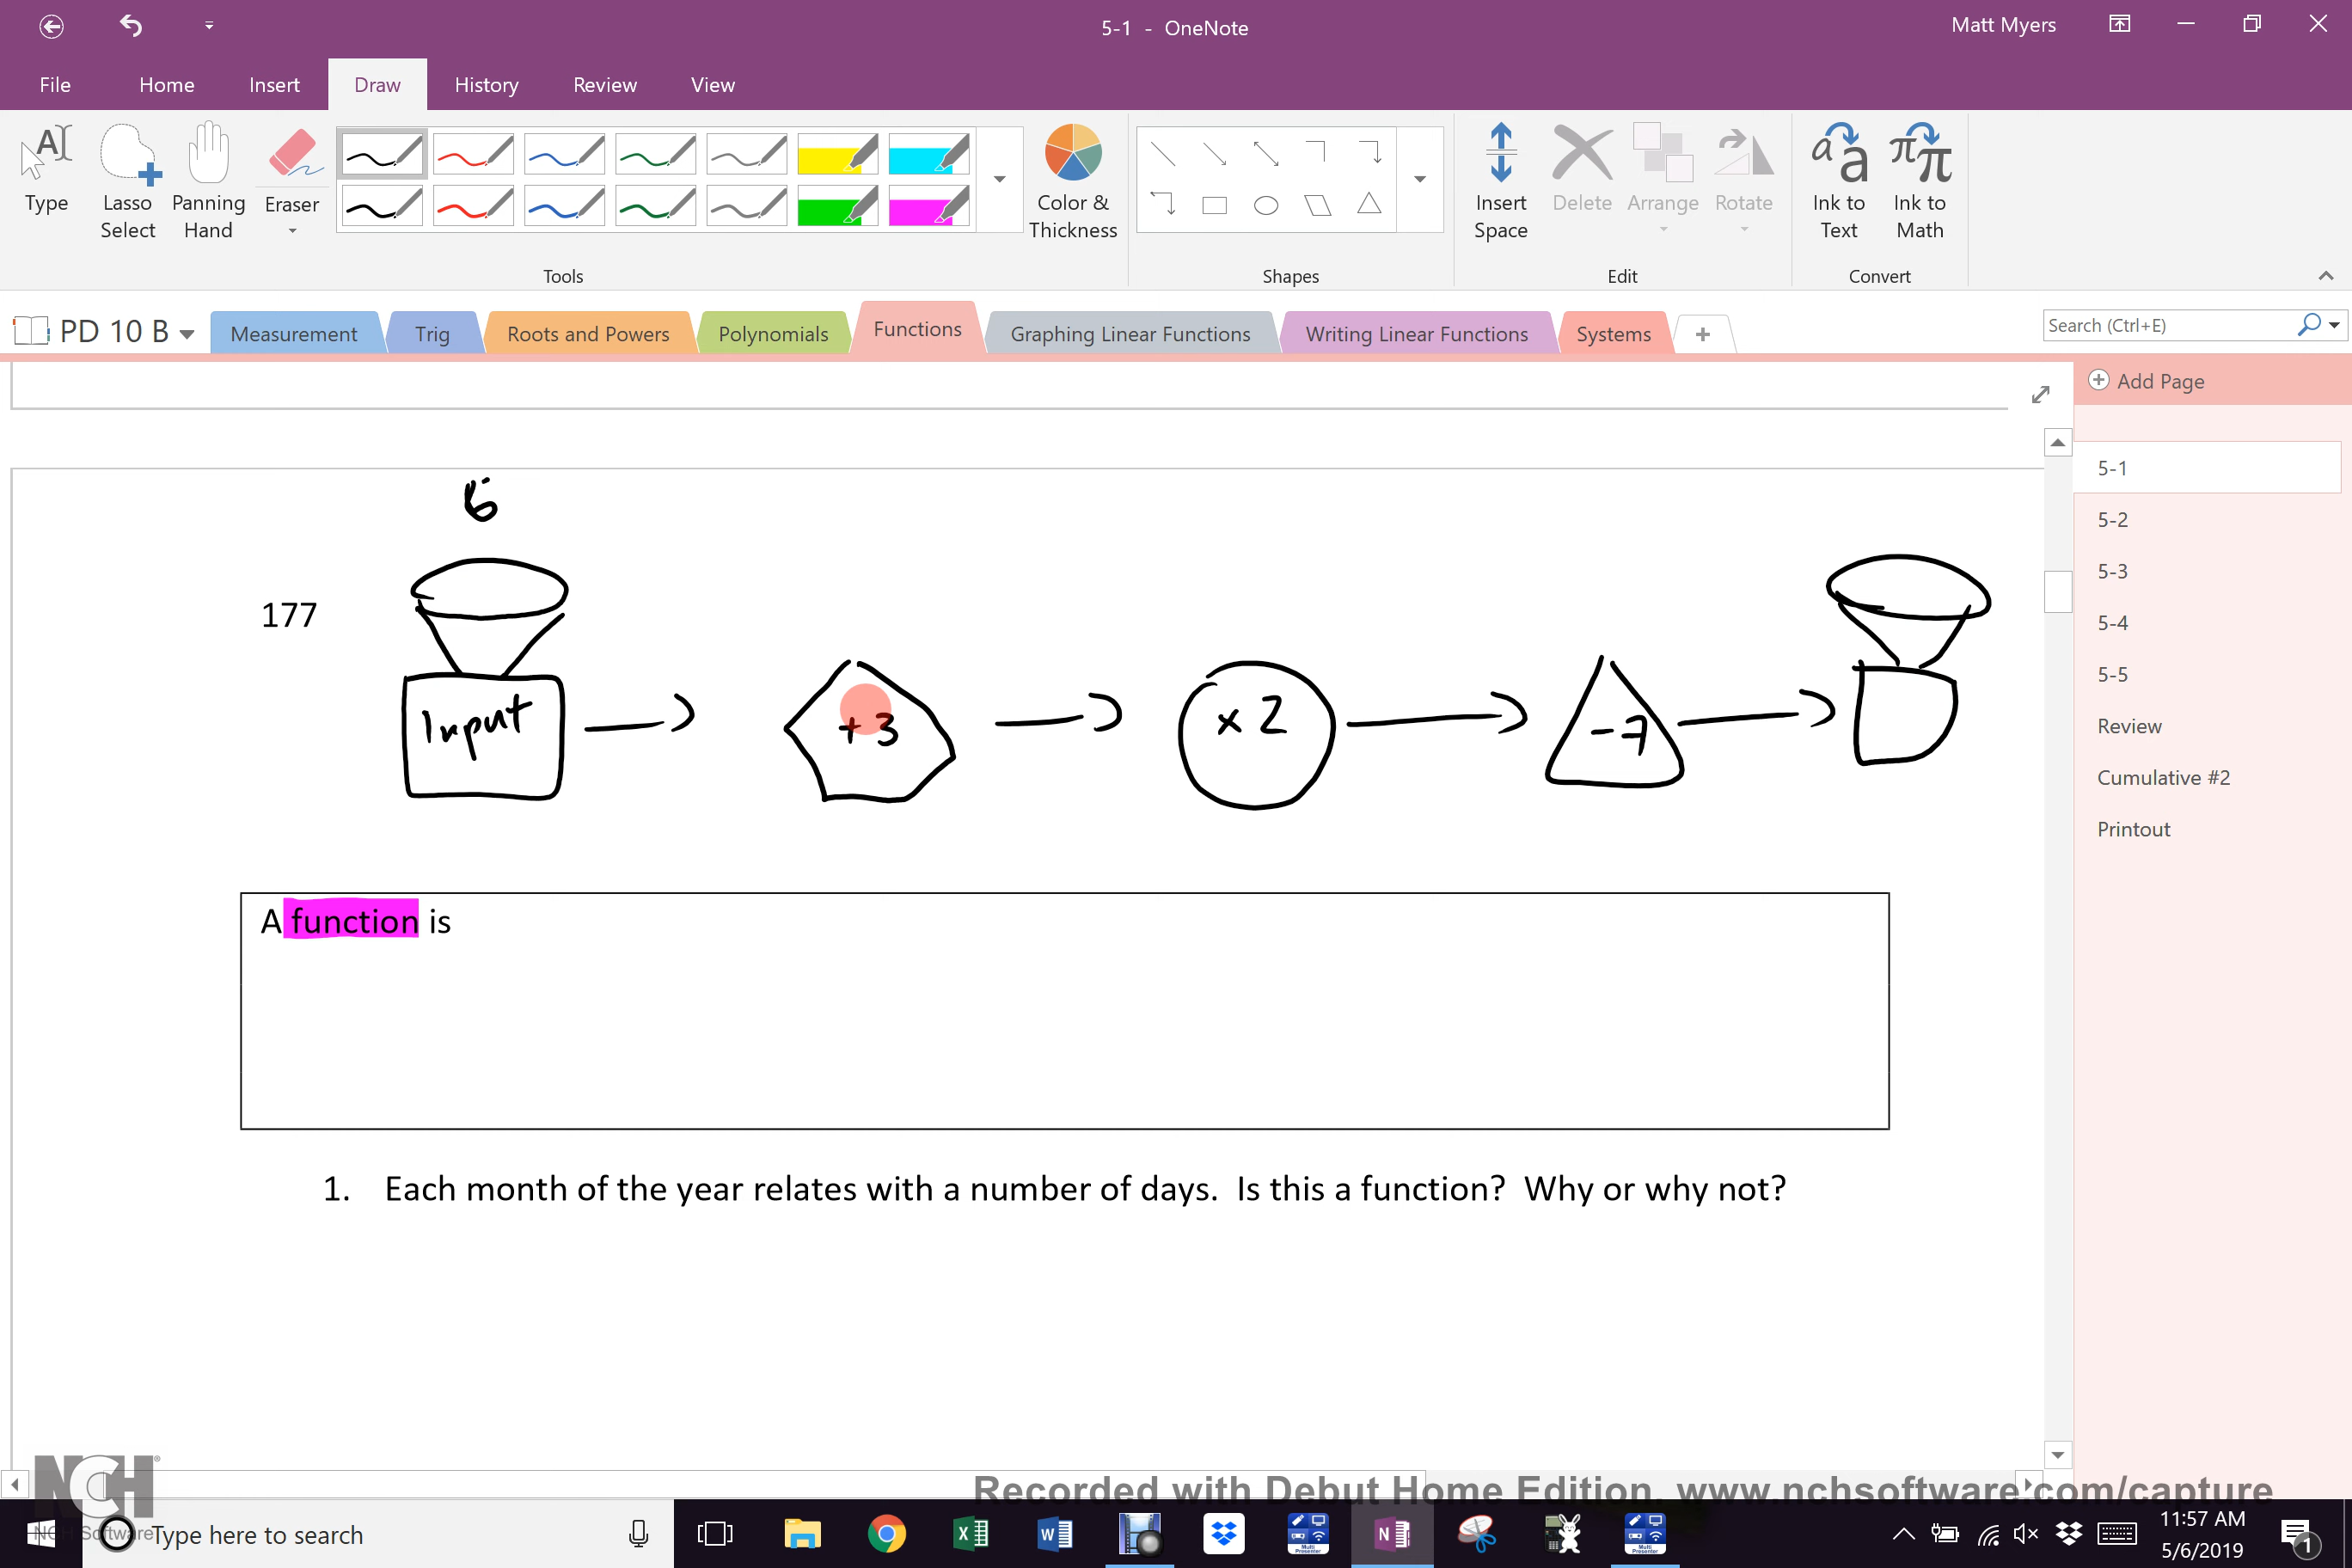 5-1 - OneNote
Matt Myers
File Home Insert Draw History Review View
Type
Lasso Select
Panning Hand
Eraser
Color & Thickness
Insert Space
Delete
Arrange
Rotate
Ink to Text
Ink to Math
Tools
Shapes
Edit
Convert
PD 10 B
Measurement
Trig
Roots and Powers
Polynomials
Functions
Graphing Linear Functions
Writing Linear Functions
Systems
+
Search (Ctrl+E)
Add Page
5-1
5-2
5-3
5-4
5-5
Review
Cumulative #2
Printout
177
Input
+3
x 2
-7
A function is
1. Each month of the year relates with a number of days. Is this a function? Why or why not?
NCH
NCH Software
Recorded with Debut Home Edition. www.nchsoftware.com/capture
Type here to search
11:57 AM
5/6/2019
1